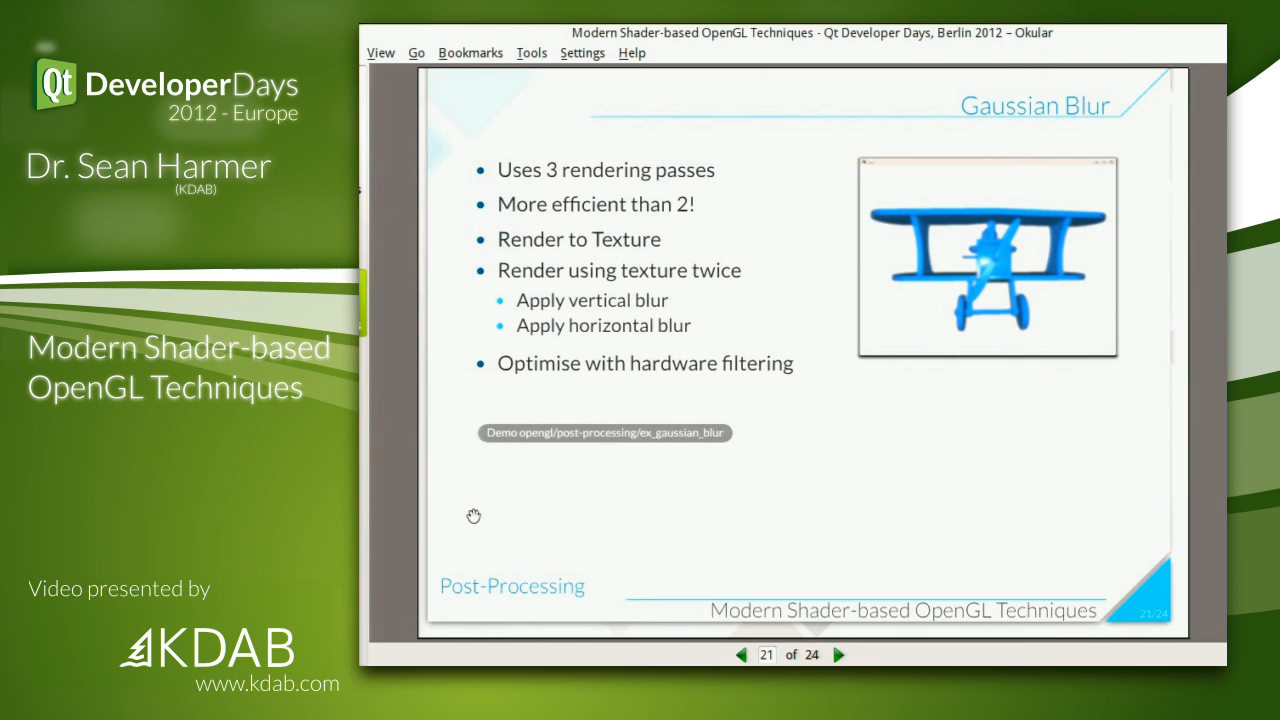 Qt DeveloperDays
2012 - Europe
Dr. Sean Harmer
(KDAB)
Modern Shader-based
OpenGL Techniques
Video presented by
KDAB
www.kdab.com
Modern Shader-based OpenGL Techniques - Qt Developer Days, Berlin 2012 – Okular
View Go Bookmarks Tools Settings Help
Gaussian Blur
• Uses 3 rendering passes
• More efficient than 2!
• Render to Texture
• Render using texture twice
• Apply vertical blur
• Apply horizontal blur
• Optimise with hardware filtering
Demo opengl/post-processing/ex_gaussian_blur
Post-Processing
Modern Shader-based OpenGL Techniques
21/24
21 of 24